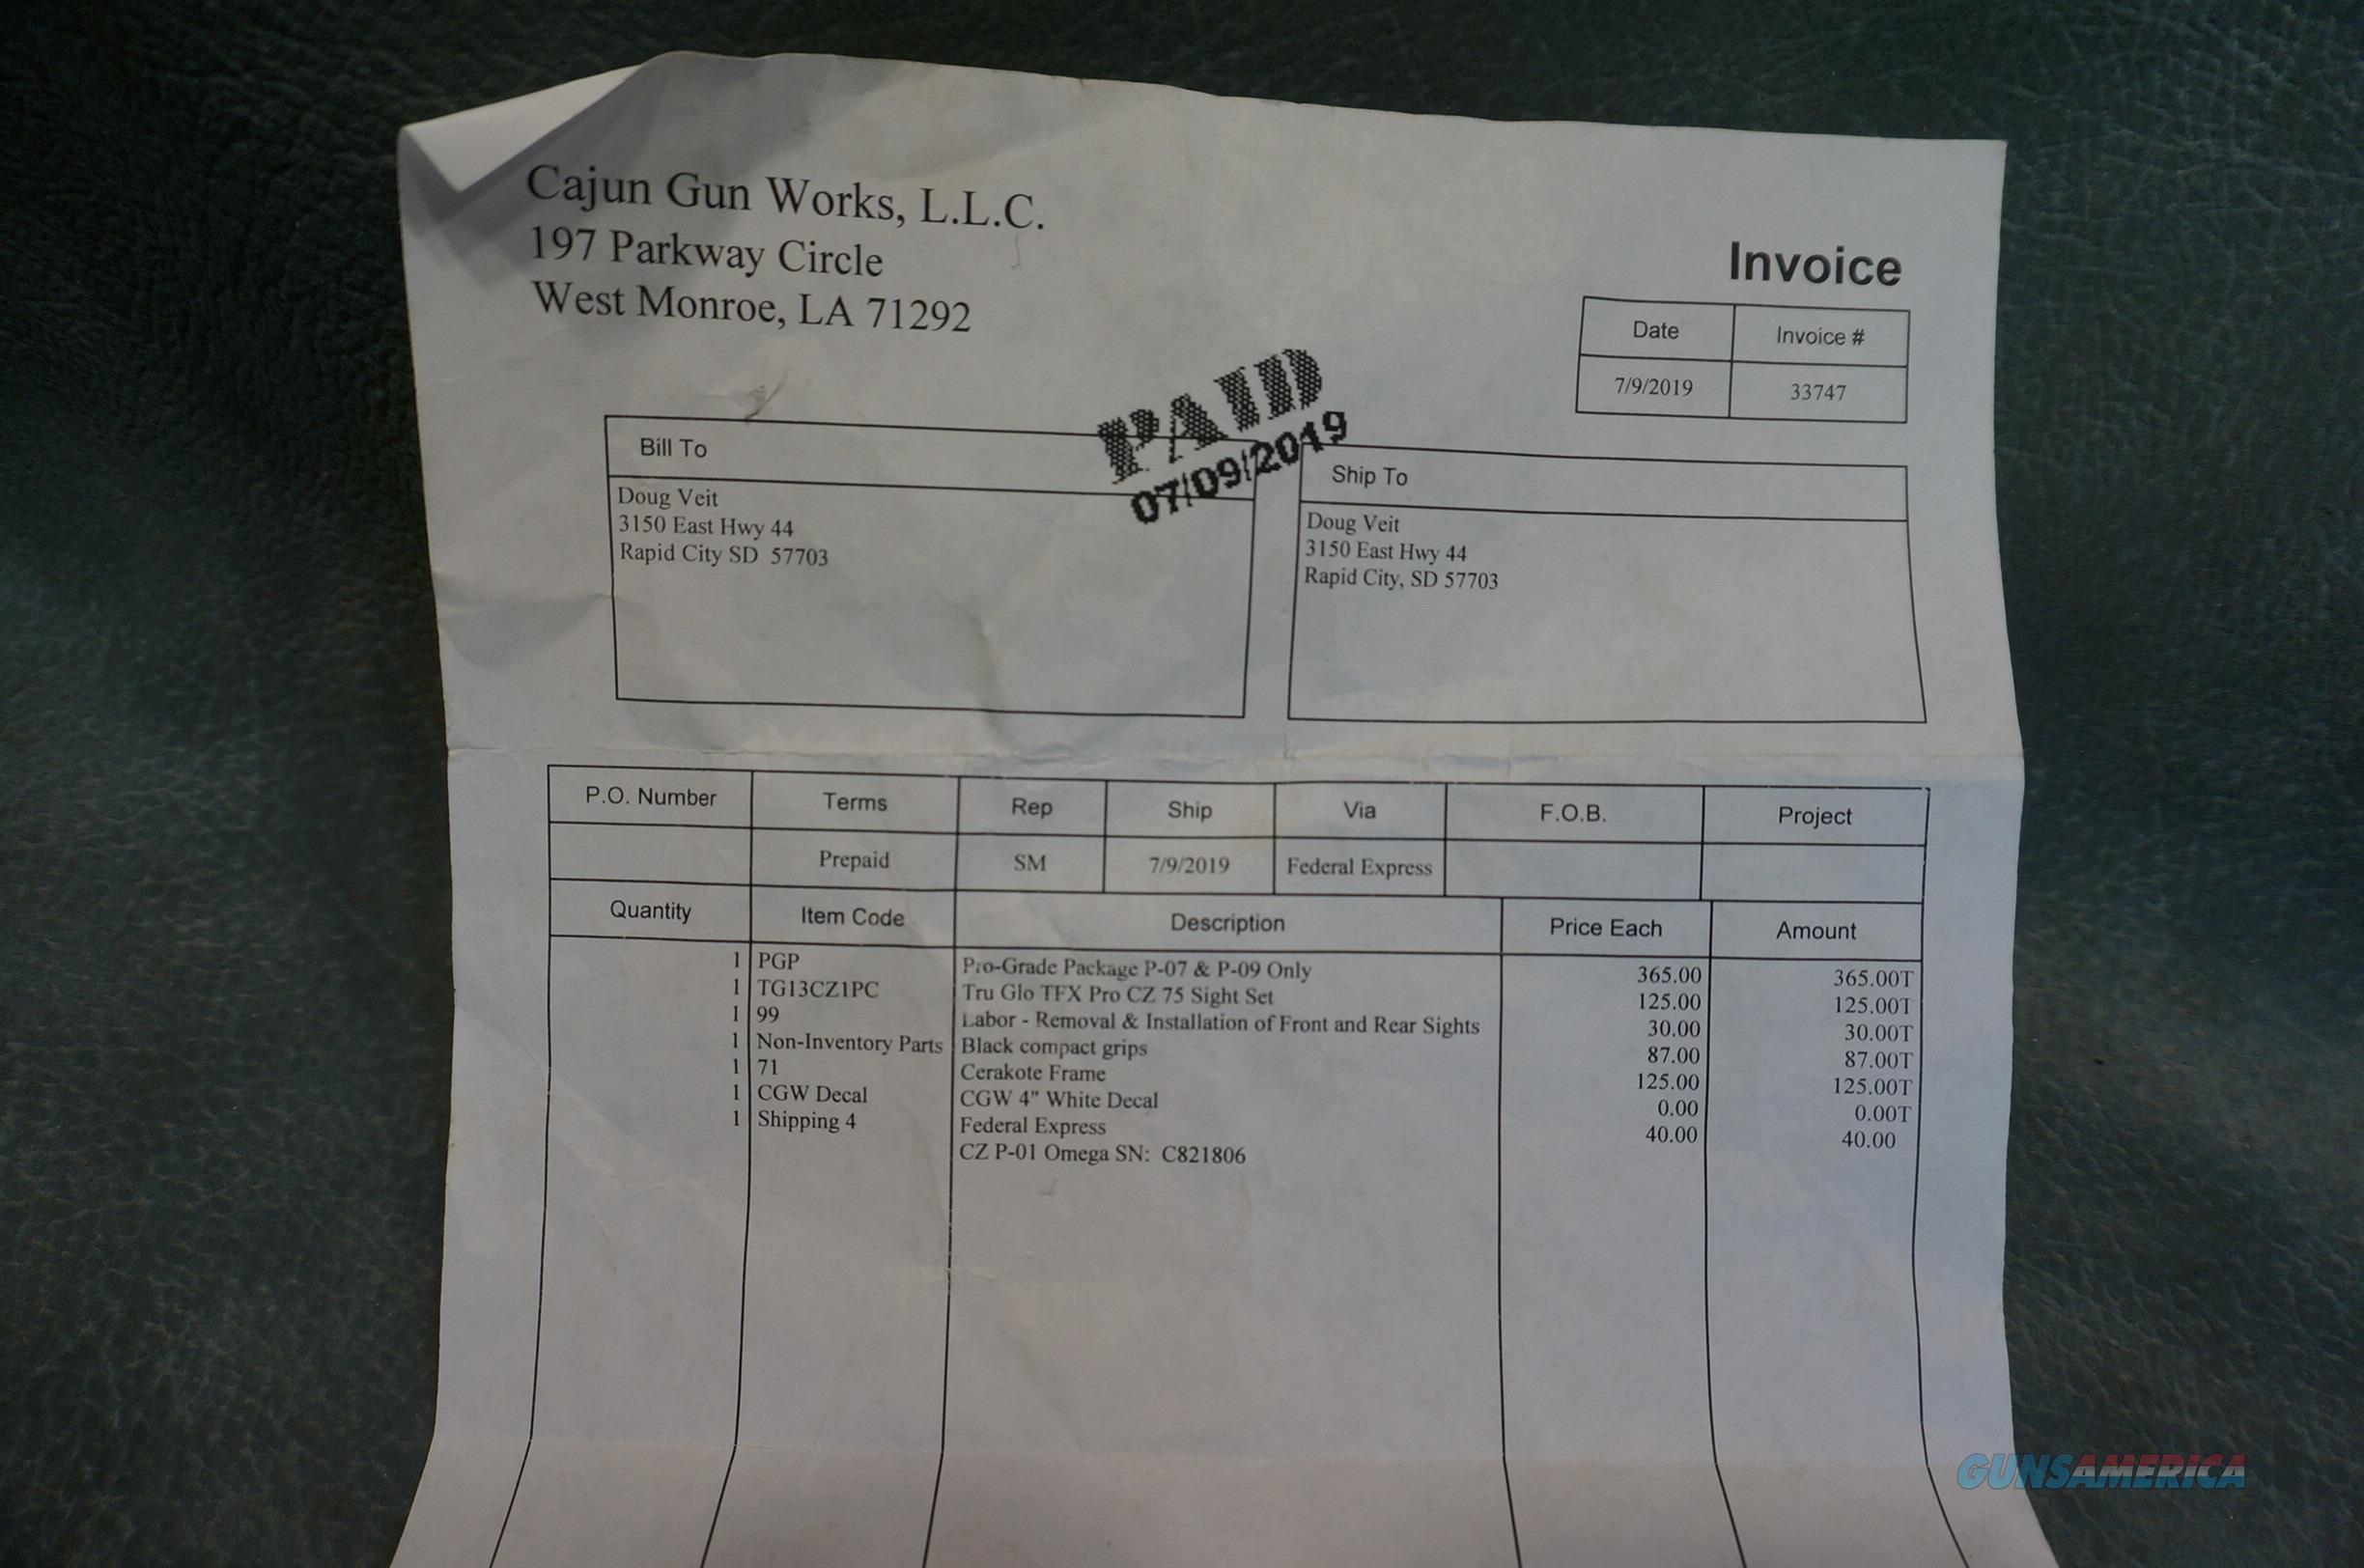 Cajun Gun Works, L.L.C.
197 Parkway Circle
West Monroe, LA 71292
Invoice
Date Invoice #
7/9/2019 33747
PAID
07/09/2019
Bill To
Doug Veit
3150 East Hwy 44
Rapid City SD 57703
Ship To
Doug Veit
3150 East Hwy 44
Rapid City, SD 57703
P.O. Number Terms Rep Ship Via F.O.B. Project
Prepaid SM 7/9/2019 Federal Express
Quantity Item Code Description Price Each Amount
1 PGP Pro-Grade Package P-07 & P-09 Only 365.00 365.00T
1 TG13CZ1PC Tru Glo TFX Pro CZ 75 Sight Set 125.00 125.00T
1 99 Labor - Removal & Installation of Front and Rear Sights 30.00 30.00T
1 Non-Inventory Parts Black compact grips 87.00 87.00T
1 71 Cerakote Frame 125.00 125.00T
1 CGW Decal CGW 4" White Decal 0.00 0.00T
1 Shipping 4 Federal Express 40.00 40.00
CZ P-01 Omega SN: C821806
GUNSAMERICA